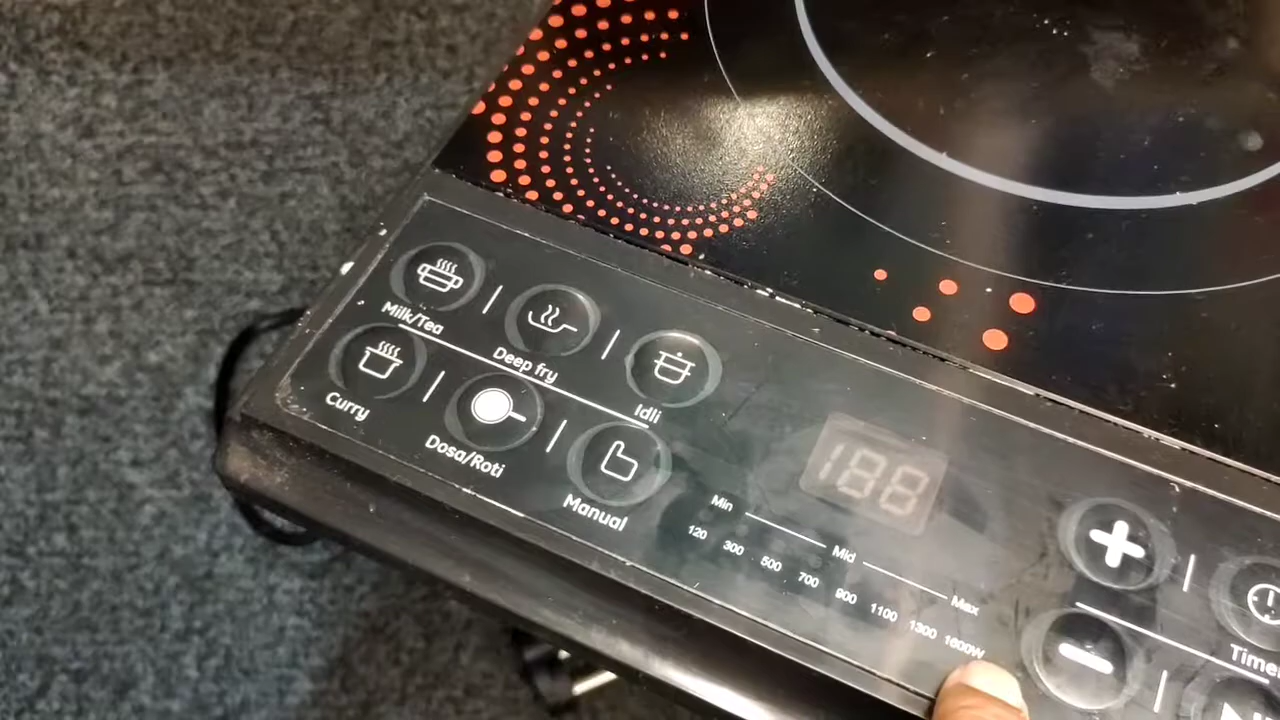 Milk/Tea
Deep fry
Idli
Curry
Dosa/Roti
Manual
188
Min
Mid
Max
120 300 500 700 900 1100 1300 1600W
Time